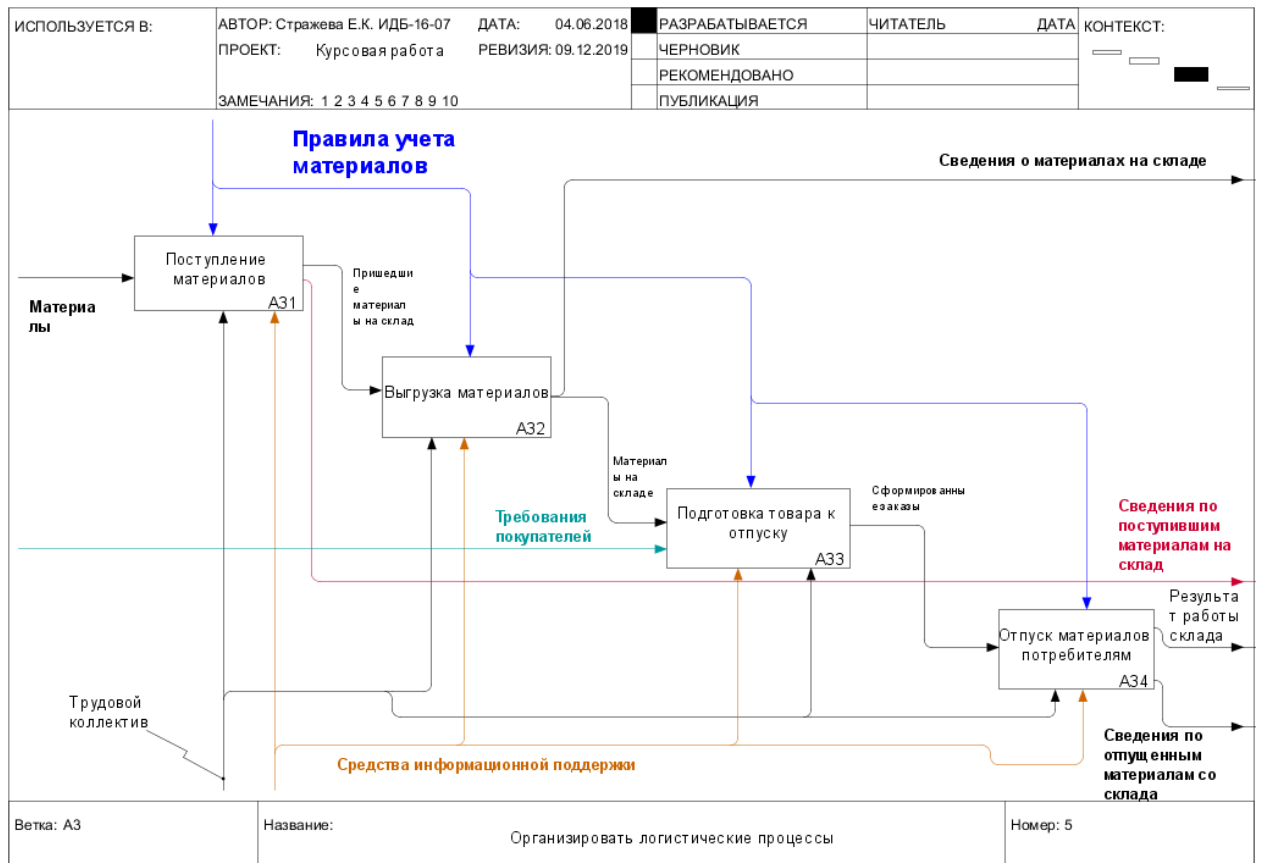 ИСПОЛЬЗУЕТСЯ В:
АВТОР: Стражева Е.К. ИДБ-16-07
ДАТА: 04.06.2018
ПРОЕКТ: Курсовая работа
РЕВИЗИЯ: 09.12.2019
ЗАМЕЧАНИЯ: 1 2 3 4 5 6 7 8 9 10
РАЗРАБАТЫВАЕТСЯ
ЧЕРНОВИК
РЕКОМЕНДОВАНО
ПУБЛИКАЦИЯ
ЧИТАТЕЛЬ
ДАТА
КОНТЕКСТ:
Правила учета
материалов
Сведения о материалах на складе
Поступление
материалов
A31
Материа
лы
Пришедши
е
материал
ы на склад
Выгрузка материалов
A32
Материал
ы на
складе
Требования
покупателей
Подготовка товара к
отпуску
A33
Сформированны
е заказы
Сведения по
поступившим
материалам на
склад
Результа
т работы
склада
Отпуск материалов
потребителям
A34
Трудовой
коллектив
Средства информационной поддержки
Сведения по
отпущенным
материалам со
склада
Ветка: A3
Название:
Организировать логистические процессы
Номер: 5